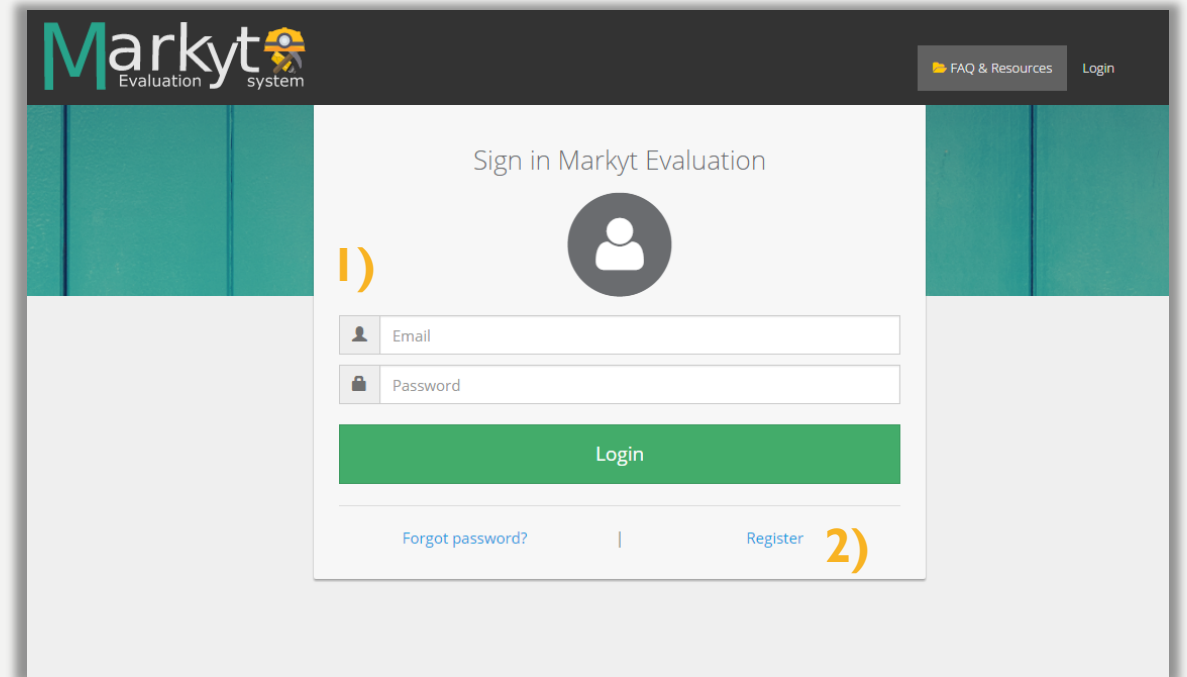 Markyt
Evaluation system
FAQ & Resources Login
Sign in Markyt Evaluation
1)
Email
Password
Login
Forgot password? | Register 2)